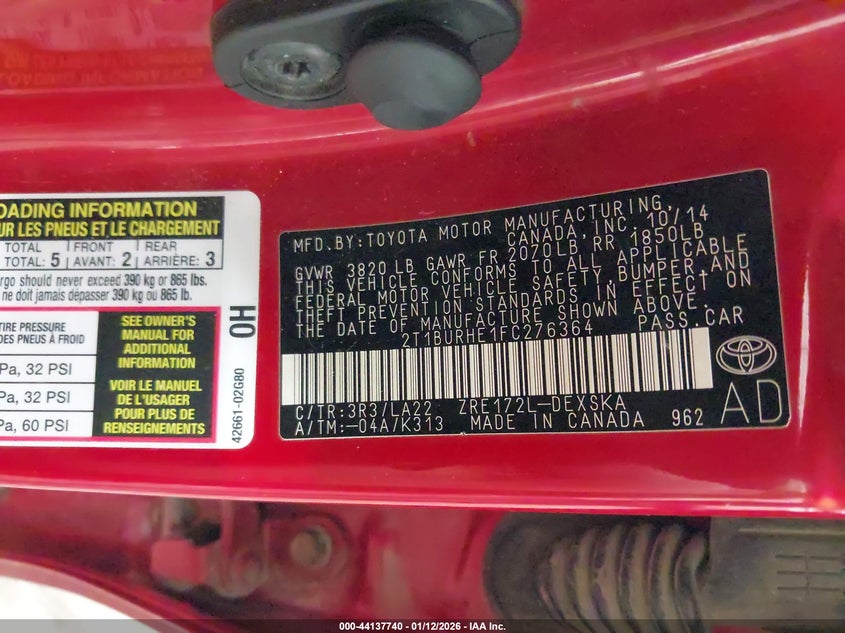 OADING INFORMATION
UR LES PNEUS ET LE CHARGEMENT
TOTAL FRONT REAR
TOTAL: 5 AVANT: 2 ARRIÈRE: 3
rgo should never exceed 390 kg or 865 lbs.
ne doit jamais dépasser 390 kg ou 865 lb.
TIRE PRESSURE
DES PNEUS À FROID
Pa, 32 PSI
Pa, 32 PSI
Pa, 60 PSI
SEE OWNER'S
MANUAL FOR
ADDITIONAL
INFORMATION
VOIR LE MANUEL
DE L'USAGER
POUR PLUS DE
RENSEIGNEMENTS
42661-02G80
0H
MFD.BY:TOYOTA MOTOR MANUFACTURING,
CANADA,INC. 10/14
GVWR 3820 LB GAWR FR 2070LB RR 1850LB
THIS VEHICLE CONFORMS TO ALL APPLICABLE
FEDERAL MOTOR VEHICLE SAFETY, BUMPER AND
THEFT PREVENTION STANDARDS IN EFFECT ON
THE DATE OF MANUFACTURE SHOWN ABOVE.
2T1BURHE1FC276364 PASS.CAR
C/TR:3R3/LA22 ZRE172L-DEXSKA
A/TM:-04A/K313 MADE IN CANADA 962
AD
000-44137740 - 01/12/2026 - IAA Inc.